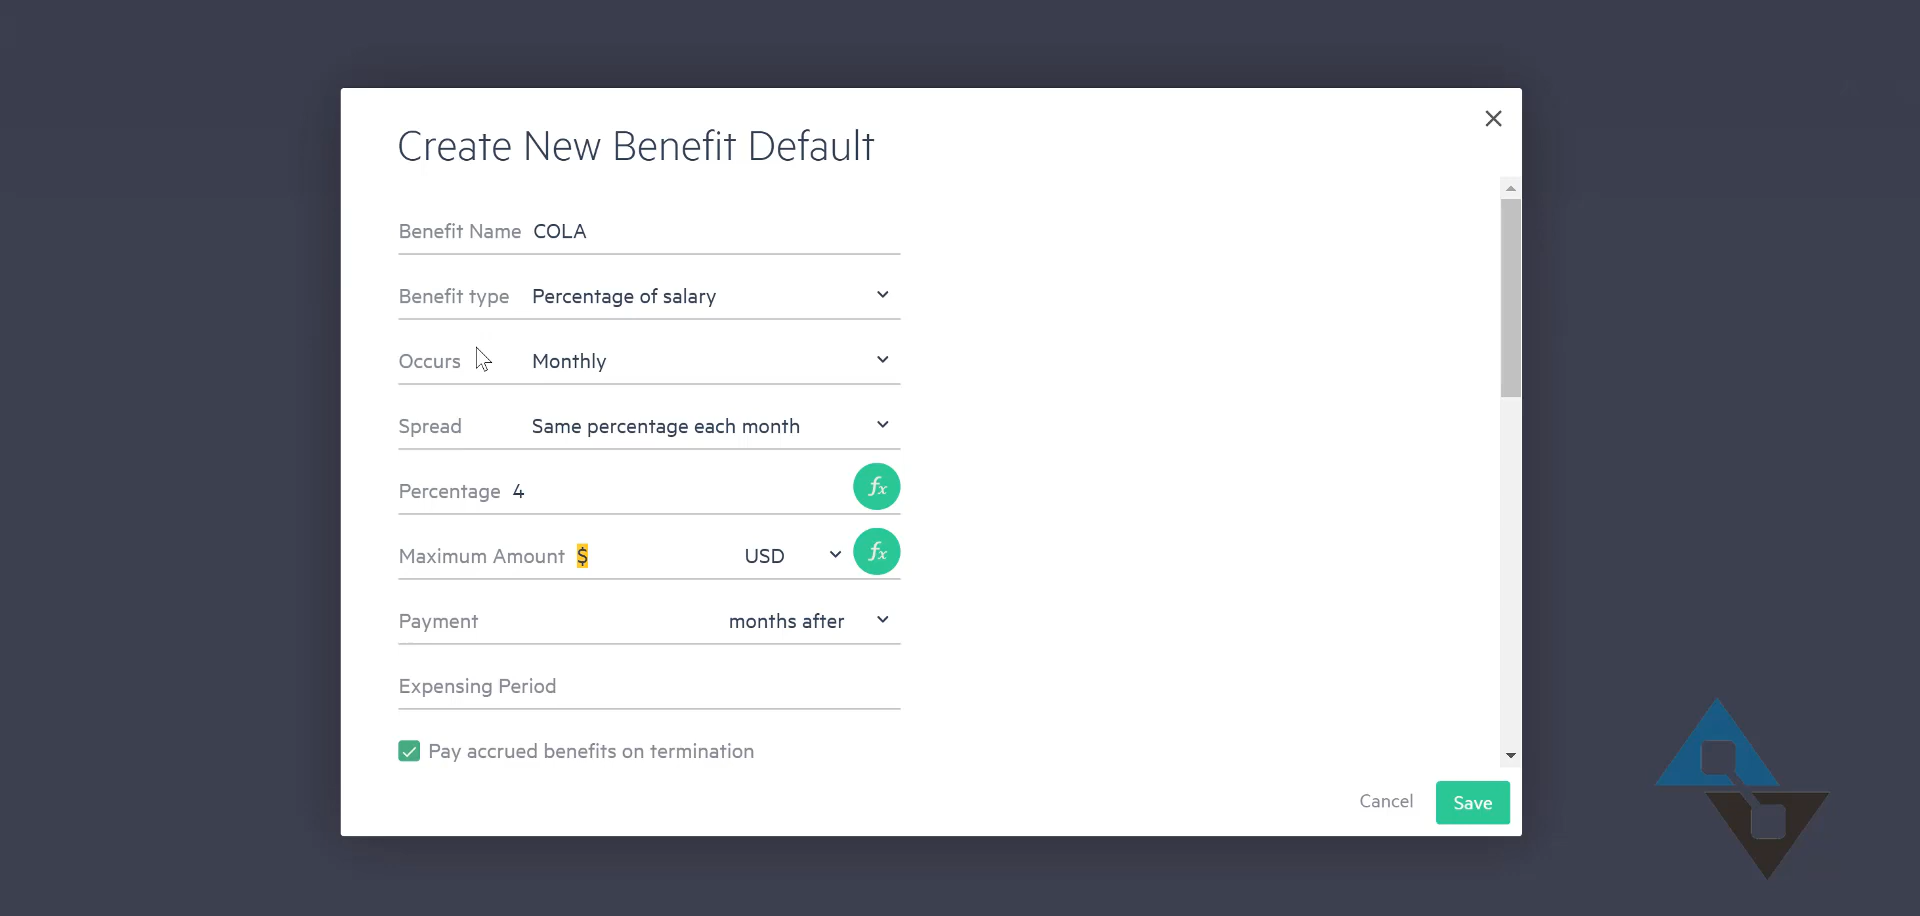 Create New Benefit Default
Benefit Name COLA
Benefit type Percentage of salary
Occurs Monthly
Spread Same percentage each month
Percentage 4 fx
Maximum Amount $ USD fx
Payment months after
Expensing Period
Pay accrued benefits on termination
Cancel Save